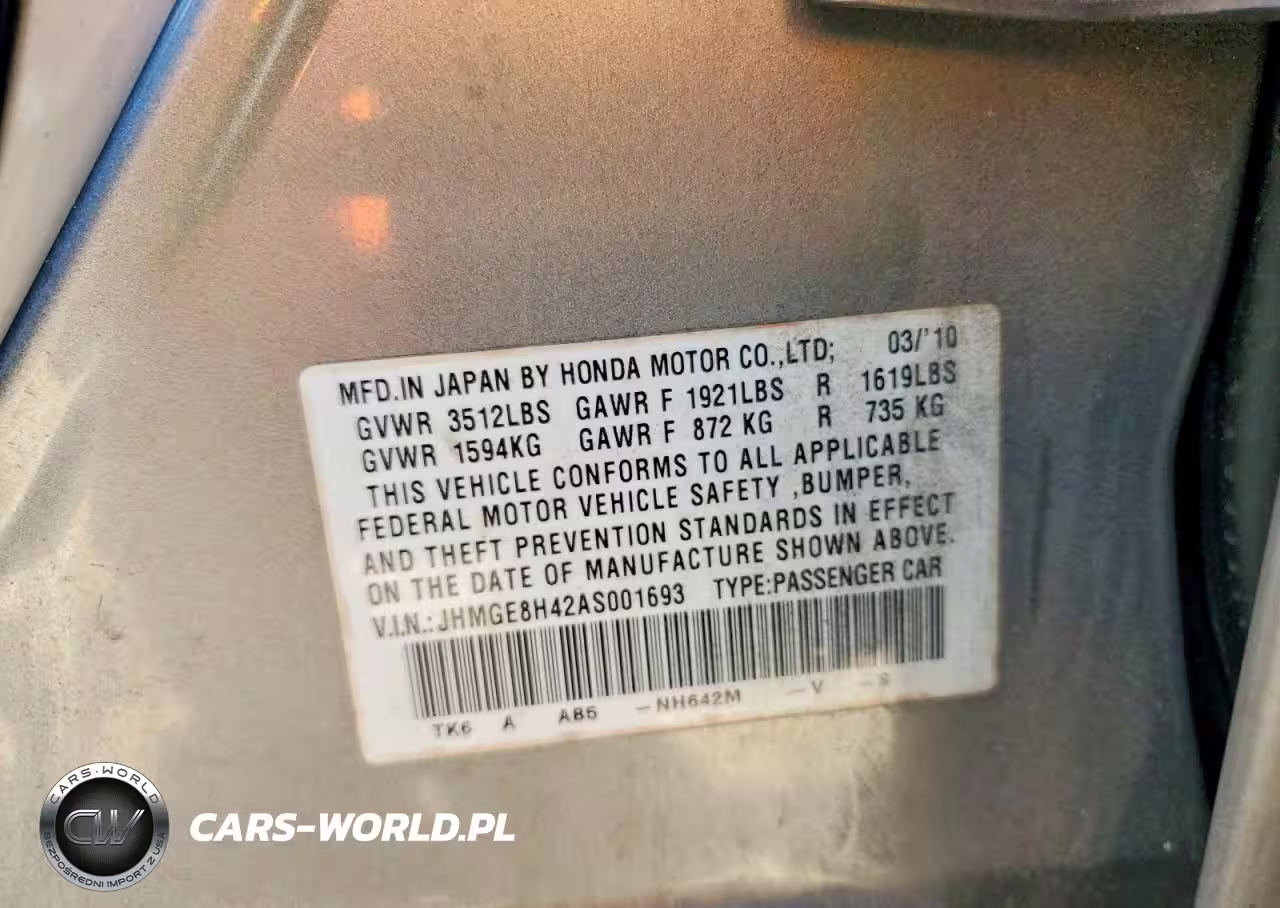 MFD.IN JAPAN BY HONDA MOTOR CO.,LTD; 03/'10
GVWR 3512LBS GAWR F 1921LBS R 1619LBS
GVWR 1594KG GAWR F 872 KG R 735 KG
THIS VEHICLE CONFORMS TO ALL APPLICABLE
FEDERAL MOTOR VEHICLE SAFETY ,BUMPER,
AND THEFT PREVENTION STANDARDS IN EFFECT
ON THE DATE OF MANUFACTURE SHOWN ABOVE.
V.I.N.: JHMGE8H42AS001693 TYPE:PASSENGER CAR
TK6 A AB5 -NH642M -V -S
CARS-WORLD
CW
BEZPOŚREDNI IMPORT Z USA
CARS-WORLD.PL